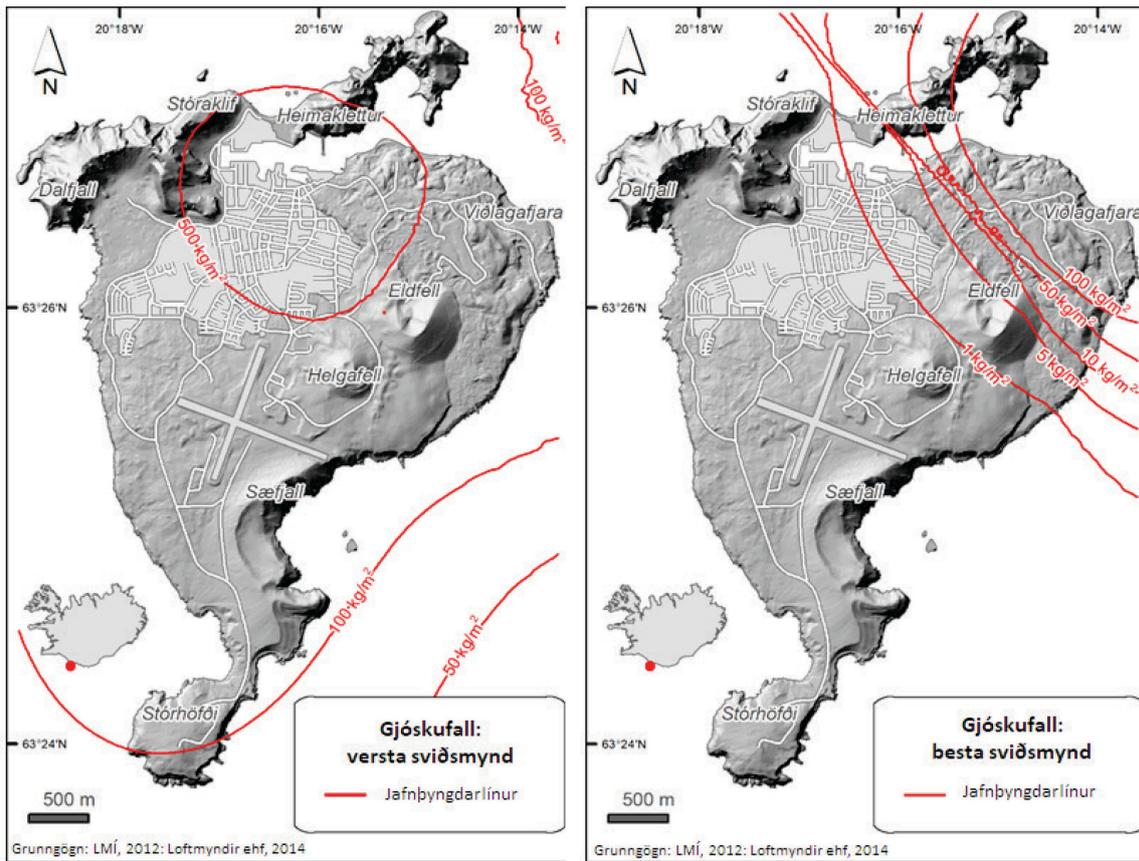 20°18'W
20°16'W
20°14'W
N
Stóraklif
Heimaklettur
100 kg/m²
Dalfjall
Viðlagafjara
500 kg/m²
63°26'N
Eldfell
Helgafell
Sæfjall
100 kg/m²
50 kg/m²
Stórhöfði
63°24'N
Gjóskufall:
versta sviðsmynd
Jafnþyngdarlínur
500 m
Grunngögn: LMÍ, 2012: Loftmyndir ehf, 2014
20°18'W
20°16'W
20°14'W
N
Stóraklif
Heimaklettur
Dalfjall
Viðlagafjara
100 kg/m²
50 kg/m²
Eldfell
63°26'N
10 kg/m²
5 kg/m²
1 kg/m²
Helgafell
Sæfjall
Stórhöfði
63°24'N
Gjóskufall:
besta sviðsmynd
Jafnþyngdarlínur
500 m
Grunngögn: LMÍ, 2012: Loftmyndir ehf, 2014